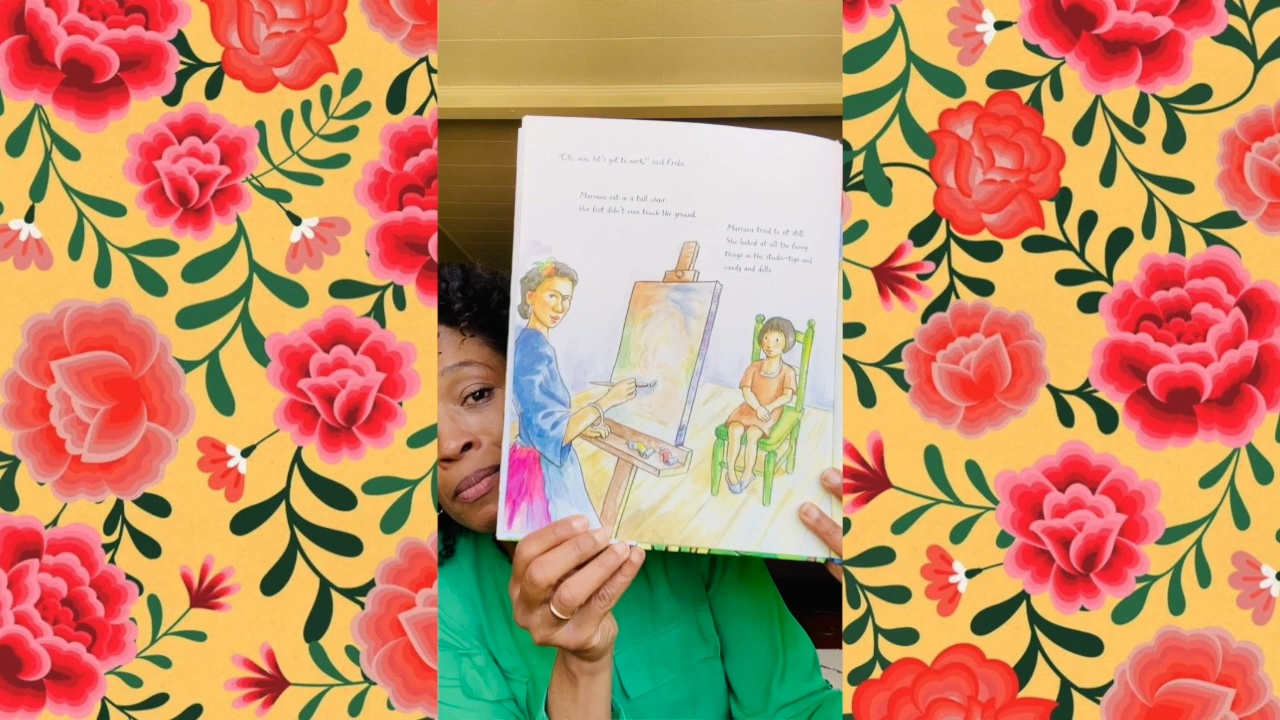 let's get to work," said Frida.
Mariana sat in a tall chair.
Her feet didn't even touch the ground.
Mariana tried to sit still.
She looked at all the funny
things in the studio—toys and
candy and dolls.